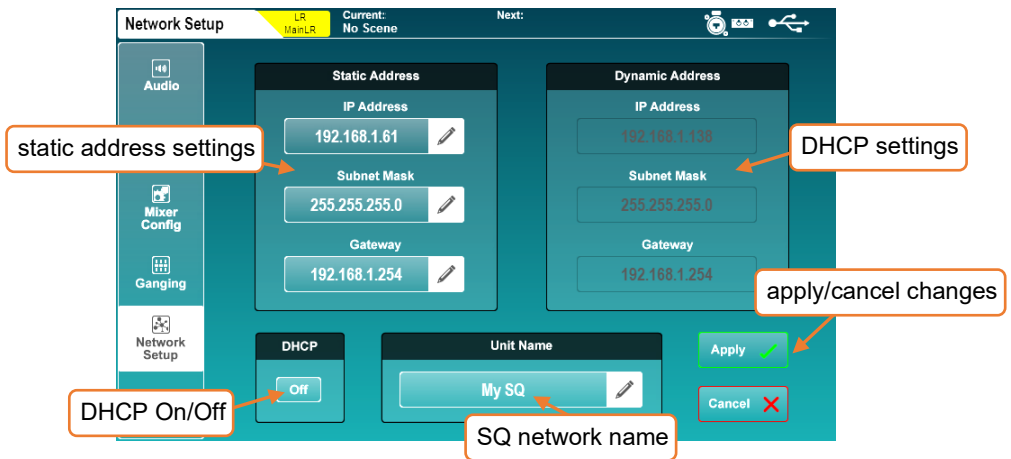 Network Setup
LR
MainLR
Current:
No Scene
Next:
Audio
Mixer
Config
Ganging
Network
Setup
Static Address
IP Address
192.168.1.61
Subnet Mask
255.255.255.0
Gateway
192.168.1.254
Dynamic Address
IP Address
192.168.1.138
Subnet Mask
255.255.255.0
Gateway
192.168.1.254
DHCP
Off
Unit Name
My SQ
Apply
Cancel
static address settings
DHCP settings
apply/cancel changes
DHCP On/Off
SQ network name